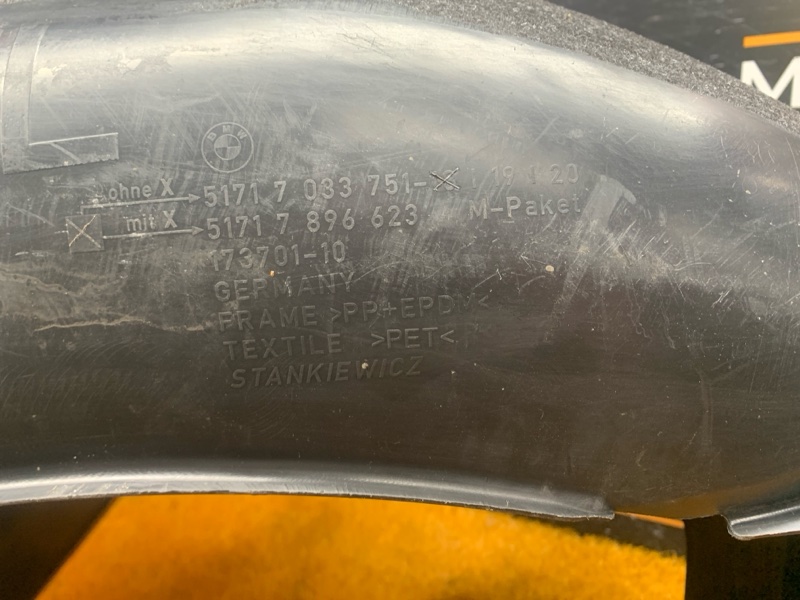 BMW
M
ohne X 5171 7 033 751- 19 1 20
mit X 5171 7 896 623 M-Paket
173701-10
GERMANY
FRAME >PP+EPDM<
TEXTILE >PET<
STANKIEWICZ